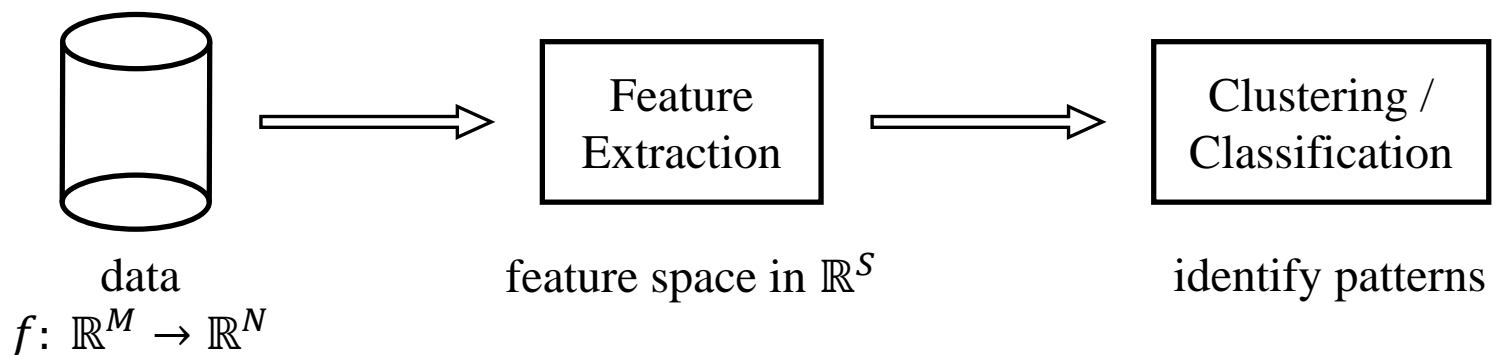 data
f: ℝ^M → ℝ^N
Feature
Extraction
feature space in ℝ^S
Clustering /
Classification
identify patterns